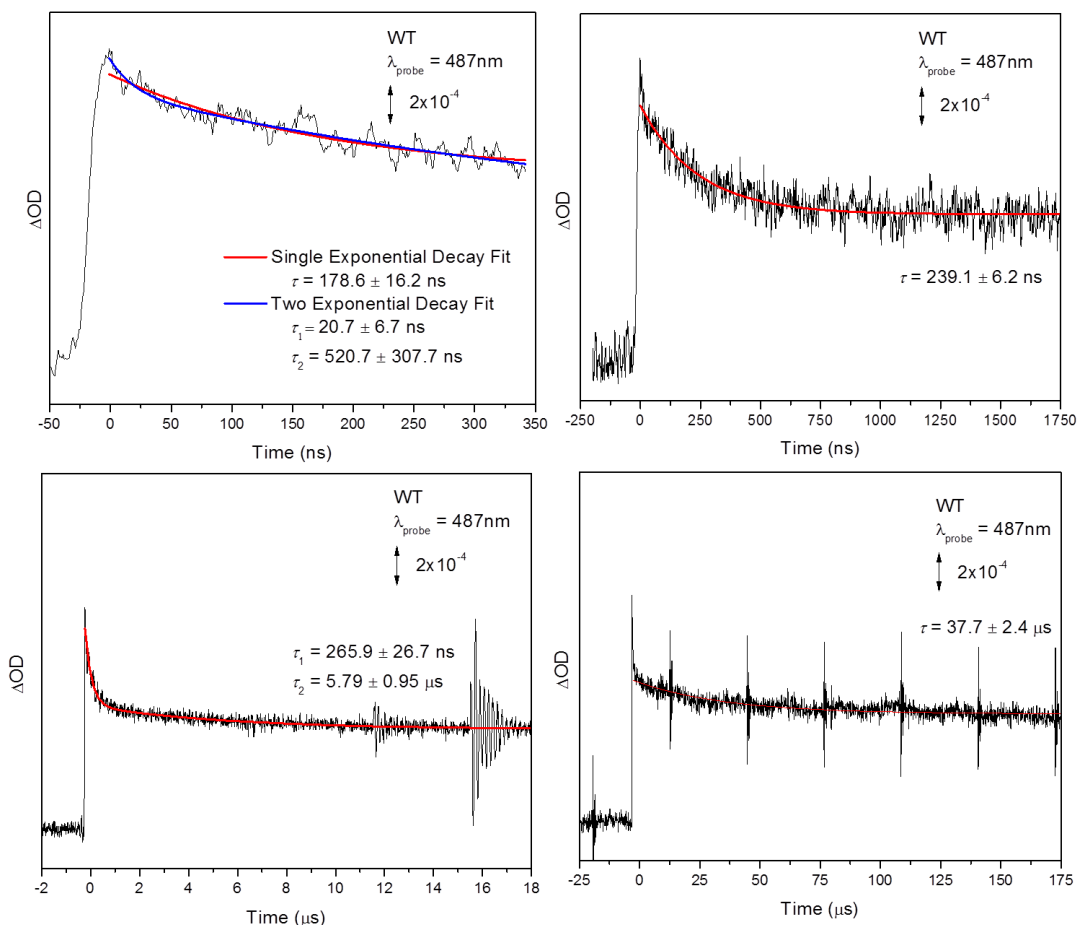 WT
λprobe = 487nm
2x10-4
Single Exponential Decay Fit
τ = 178.6 ± 16.2 ns
Two Exponential Decay Fit
τ1 = 20.7 ± 6.7 ns
τ2 = 520.7 ± 307.7 ns
ΔOD
-50 0 50 100 150 200 250 300 350
Time (ns)
WT
λprobe = 487nm
2x10-4
τ = 239.1 ± 6.2 ns
ΔOD
-250 0 250 500 750 1000 1250 1500 1750
Time (ns)
WT
λprobe = 487nm
2x10-4
τ1 = 265.9 ± 26.7 ns
τ2 = 5.79 ± 0.95 μs
ΔOD
-2 0 2 4 6 8 10 12 14 16 18
Time (μs)
WT
λprobe = 487nm
2x10-4
τ = 37.7 ± 2.4 μs
ΔOD
-25 0 25 50 75 100 125 150 175
Time (μs)